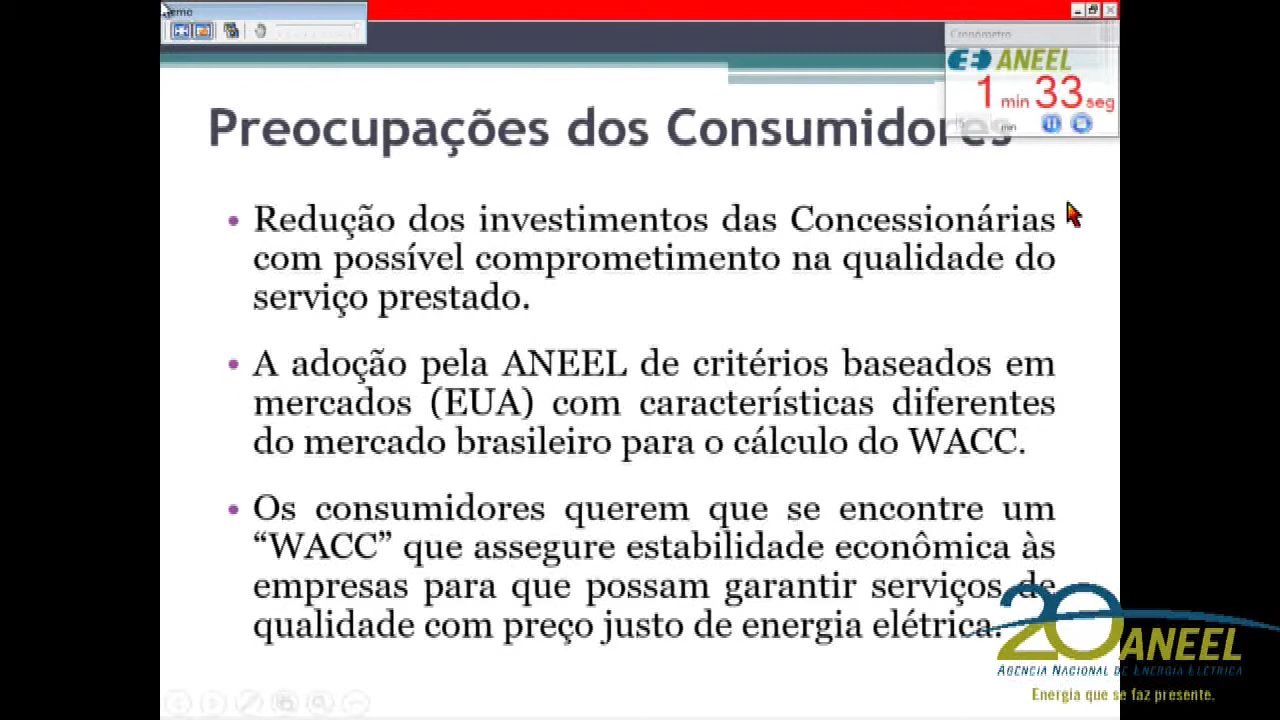 emo
Cronômetro
ANEEL
1 min 33 seg
mn
Preocupações dos Consumidores
• Redução dos investimentos das Concessionárias
com possível comprometimento na qualidade do
serviço prestado.
• A adoção pela ANEEL de critérios baseados em
mercados (EUA) com características diferentes
do mercado brasileiro para o cálculo do WACC.
• Os consumidores querem que se encontre um
“WACC” que assegure estabilidade econômica às
empresas para que possam garantir serviços de
qualidade com preço justo de energia elétrica.
20 ANEEL
AGÊNCIA NACIONAL DE ENERGIA ELÉTRICA
Energia que se faz presente.